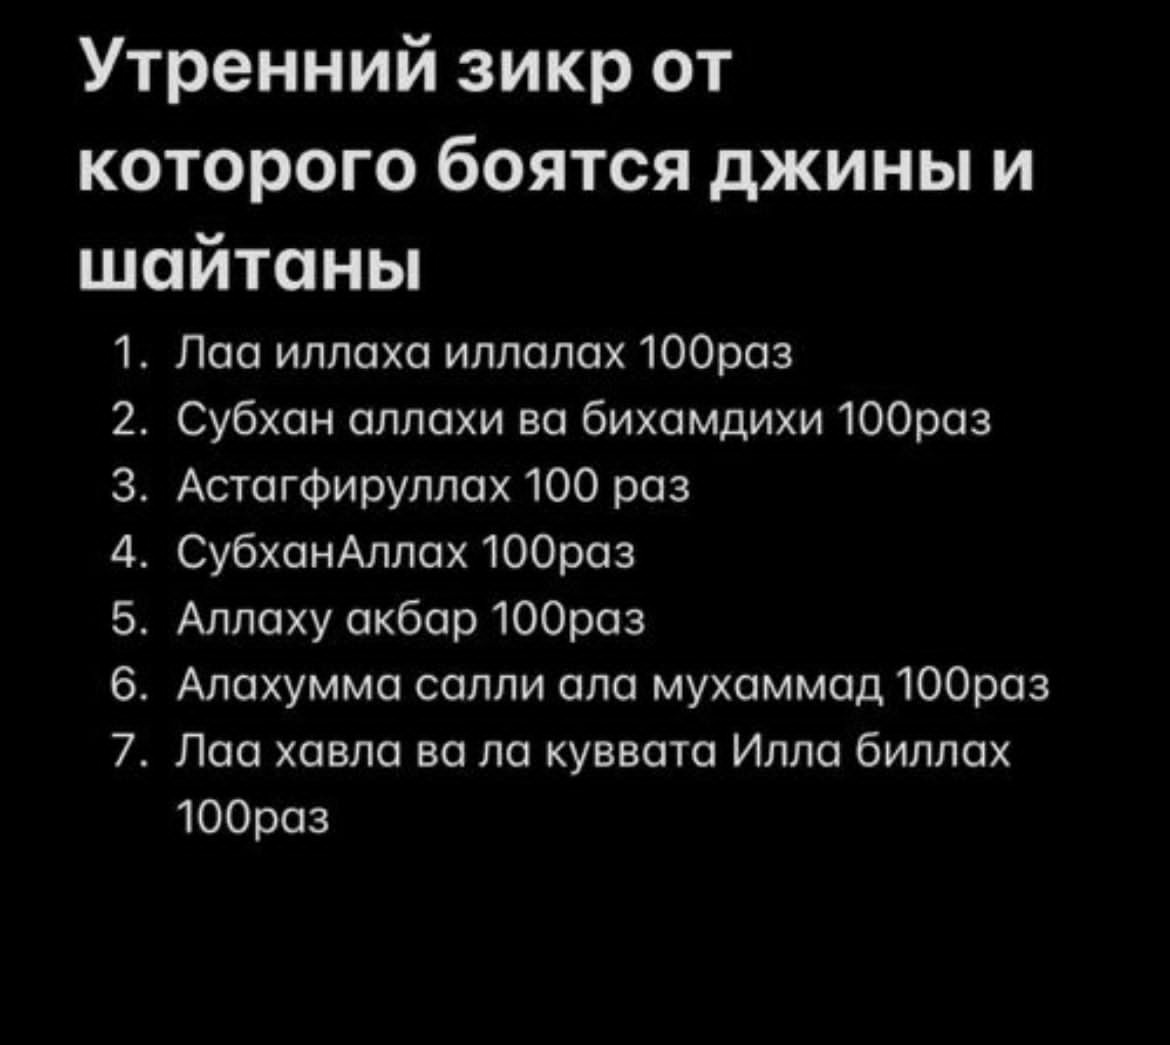 Утренний зикр от
которого боятся джины и
шайтаны
1. Лаа иллаха иллалах 100раз
2. Субхан аллахи ва бихамдихи 100раз
3. Астагфируллах 100 раз
4. СубханАллах 100раз
5. Аллаху акбар 100раз
6. Алахумма салли ала мухаммад 100раз
7. Лаа хавла ва ла куввата Илла биллах
100раз